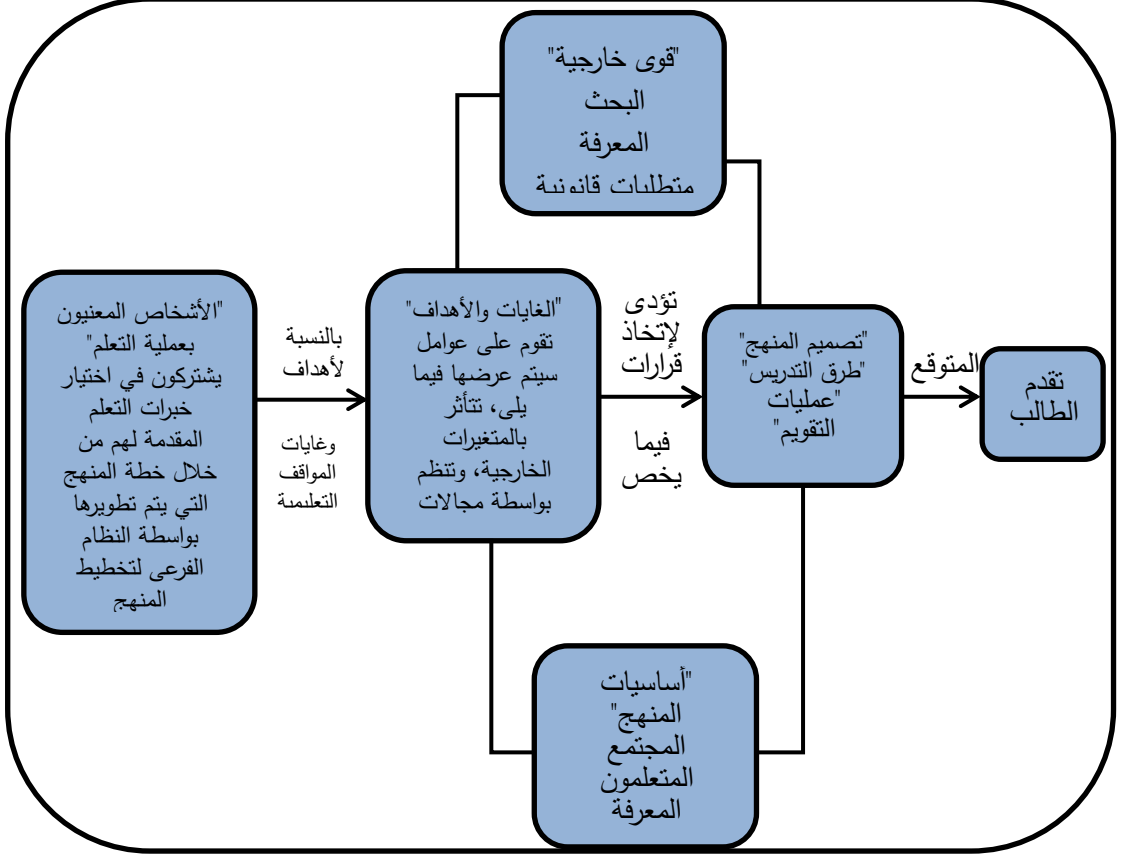 "قوى خارجية"
البحث
المعرفة
متطلبات قانونية
"الأشخاص المعنيون
بعملية التعلم"
يشتركون في اختيار
خبرات التعلم
المقدمة لهم من
خلال خطة المنهج
التي يتم تطويرها
بواسطة النظام
الفرعى لتخطيط
المنهج
بالنسبة
لأهداف
وغايات
المواقف
التعليمية
"الغايات والأهداف"
تقوم على عوامل
سيتم عرضها فيما
يلى، تتأثر
بالمتغيرات
الخارجية، وتنظم
بواسطة مجالات
تؤدى
لإتخاذ
قرارات
فيما
يخص
"تصميم المنهج"
"طرق التدريس"
"عمليات
التقويم"
المتوقع
تقدم
الطالب
"أساسيات
المنهج"
المجتمع
المتعلمون
المعرفة